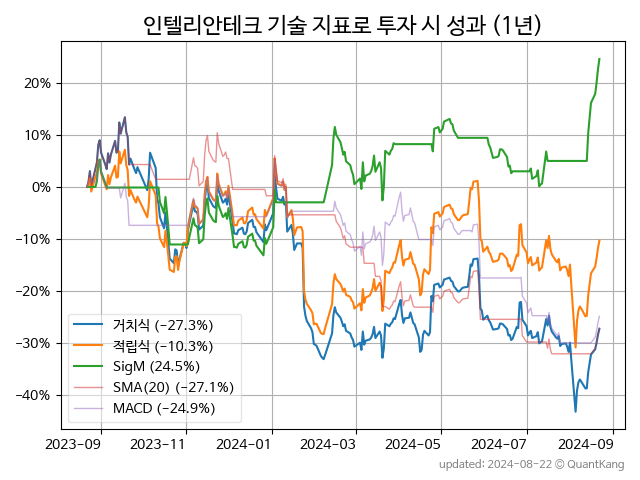 인텔리안테크 기술 지표로 투자 시 성과 (1년)
20%
10%
0%
−10%
−20%
−30%
−40%
거치식 (−27.3%)
적립식 (−10.3%)
SigM (24.5%)
SMA(20) (−27.1%)
MACD (−24.9%)
2023-09 2023-11 2024-01 2024-03 2024-05 2024-07 2024-09
updated: 2024-08-22 @ QuantKang